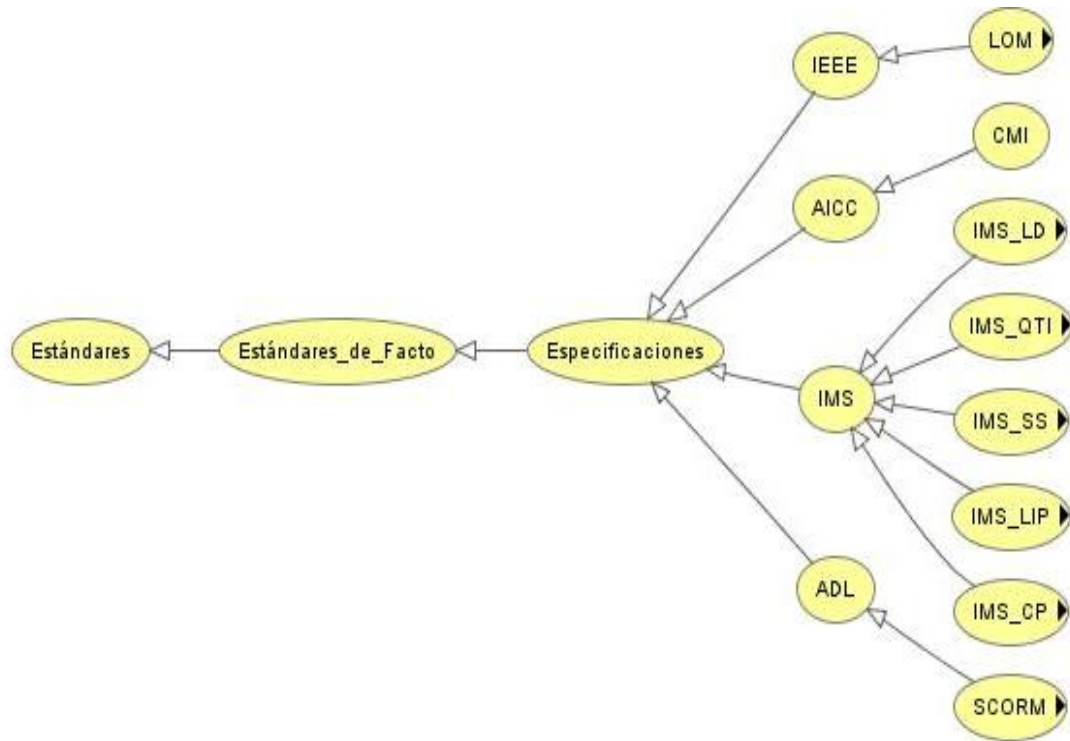 LOM
IEEE
CMI
AICC
IMS_LD
IMS_QTI
Estándares
Estándares_de_Facto
Especificaciones
IMS
IMS_SS
IMS_LIP
ADL
IMS_CP
SCORM